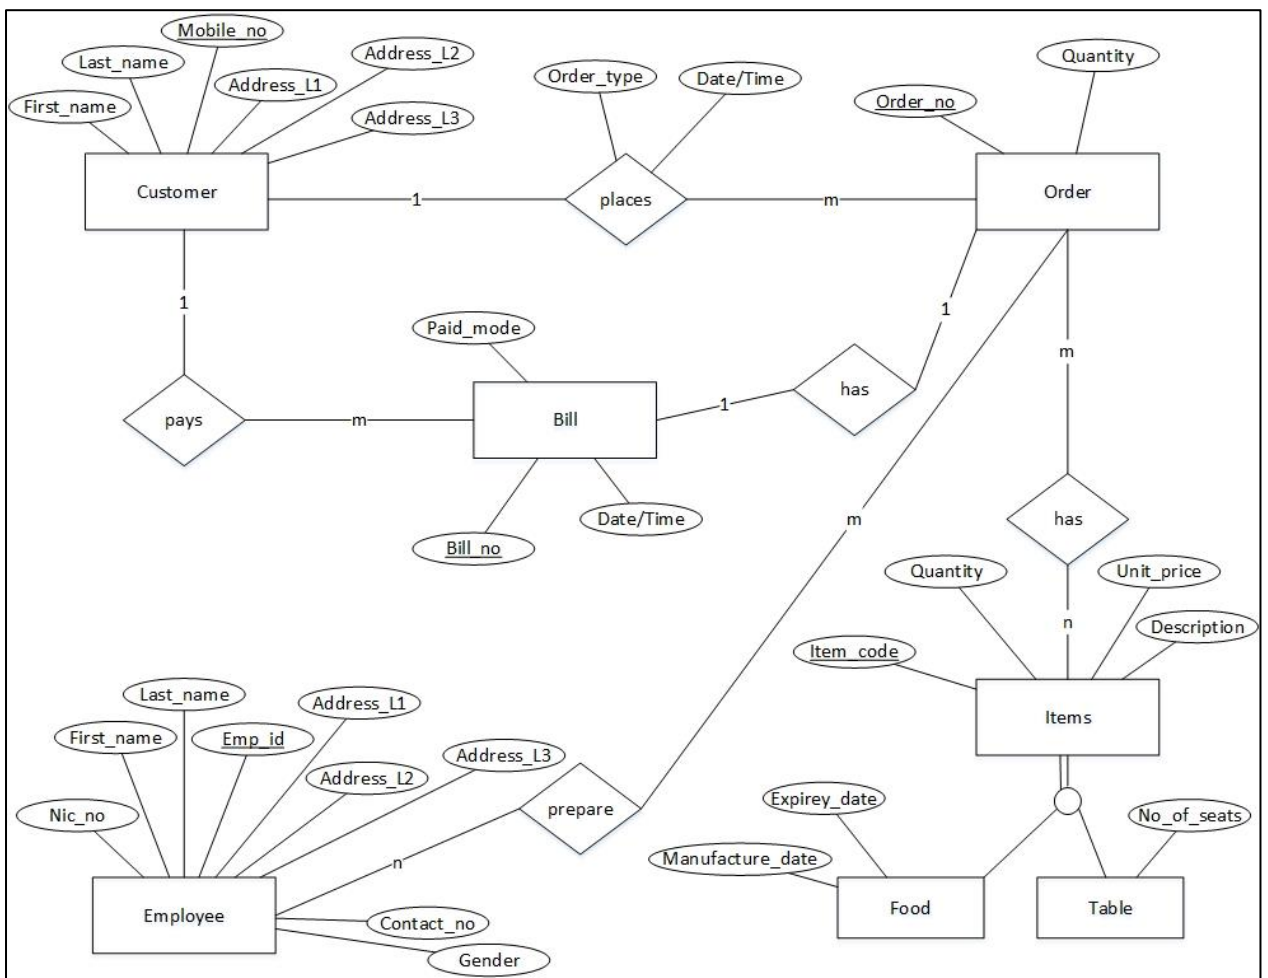 Mobile_no
Last_name
Address_L2
First_name
Address_L1
Address_L3
Order_type
Date/Time
Quantity
Order_no
Customer
1
places
m
Order
1
1
m
Paid_mode
pays
m
Bill
1
has
Bill_no
Date/Time
m
has
Quantity
Unit_price
n
Description
Item_code
Items
Last_name
Address_L1
First_name
Emp_id
Address_L3
Address_L2
Nic_no
prepare
n
Expirey_date
No_of_seats
Manufacture_date
Employee
Contact_no
Gender
Food
Table